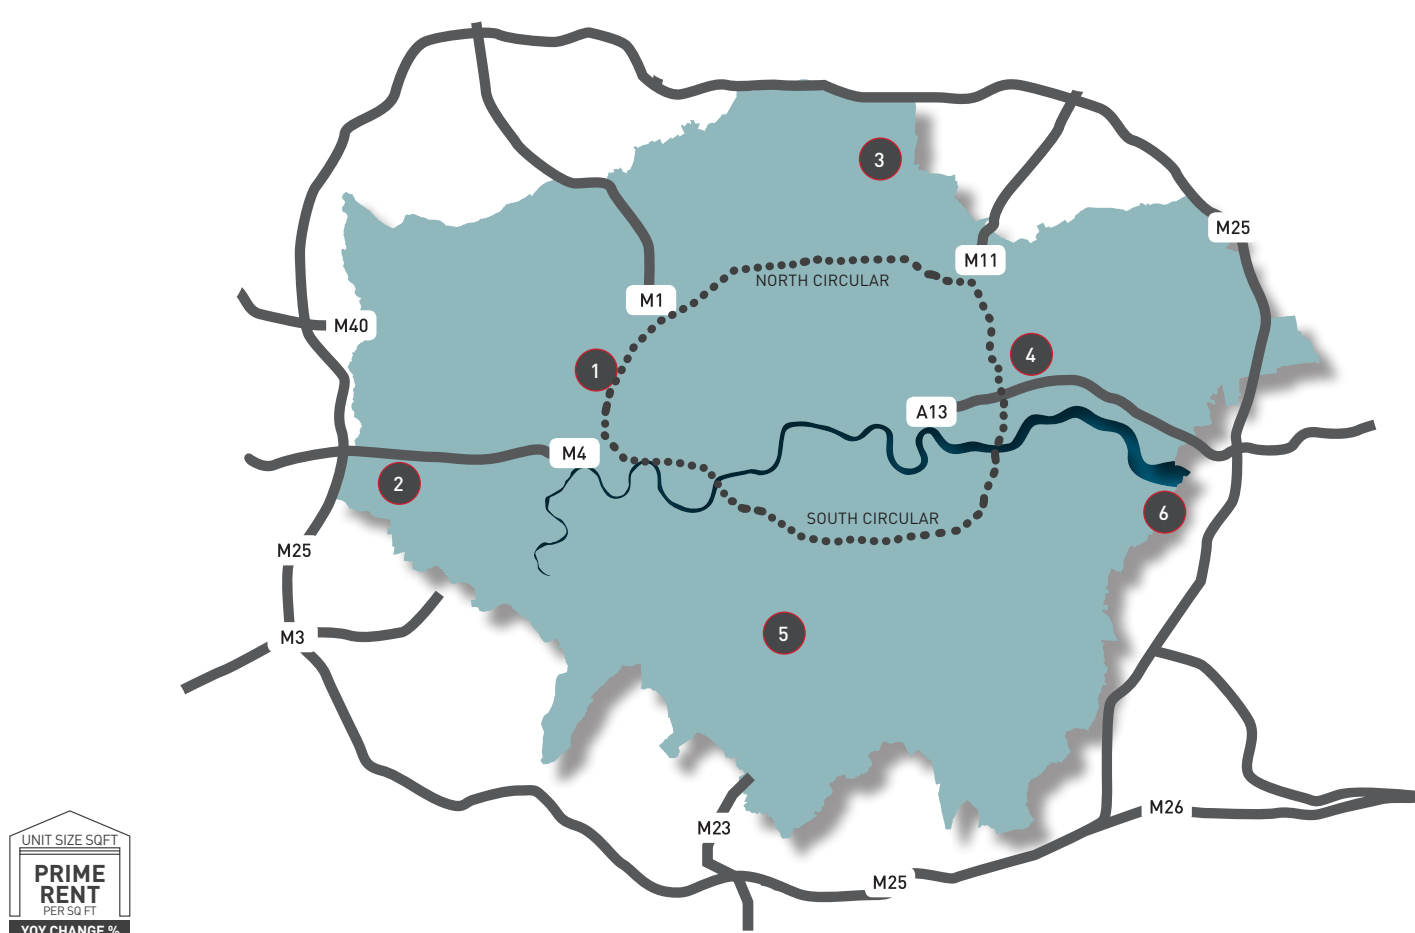 3
M25
M11
NORTH CIRCULAR
M1
M40
4
1
A13
M4
2
6
SOUTH CIRCULAR
M25
5
M3
M26
M23
UNIT SIZE SQFT
PRIME
RENT
PER SQ FT
M25
YOY CHANGE %